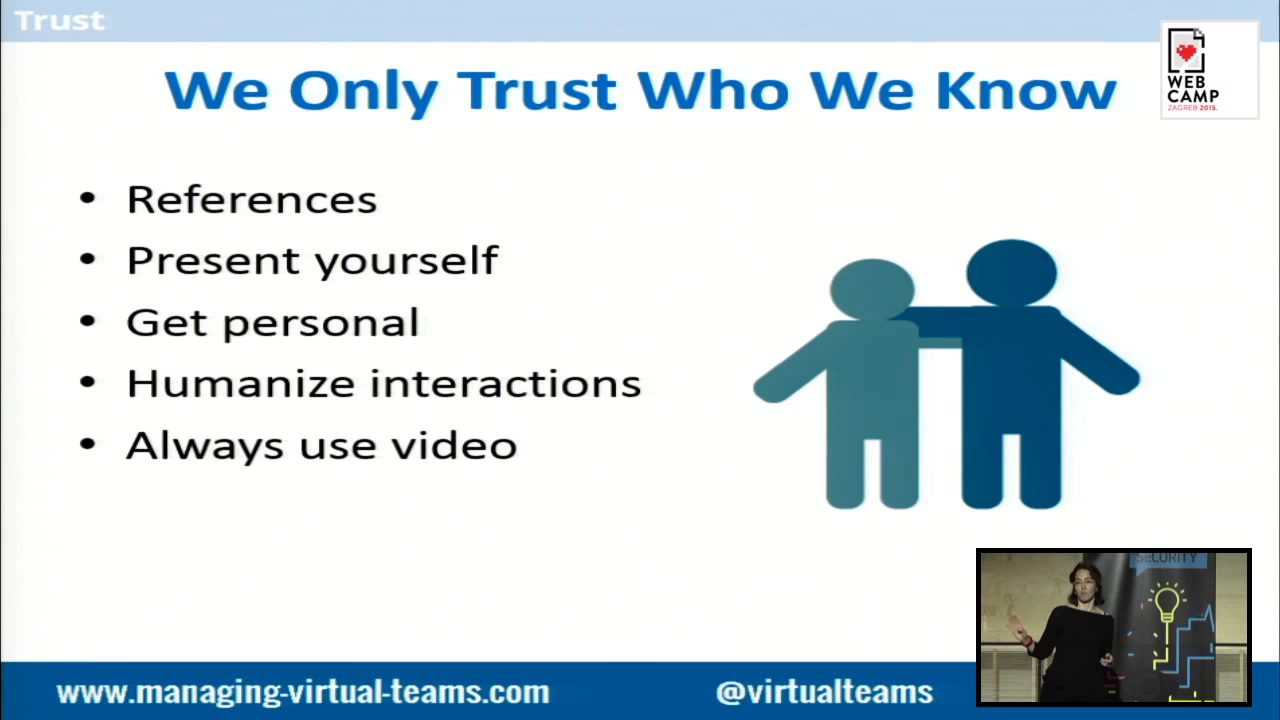 Trust
We Only Trust Who We Know
WEB
CAMP
ZAGREB 2015.
• References
• Present yourself
• Get personal
• Humanize interactions
• Always use video
SECURITY
www.managing-virtual-teams.com
@virtualteams